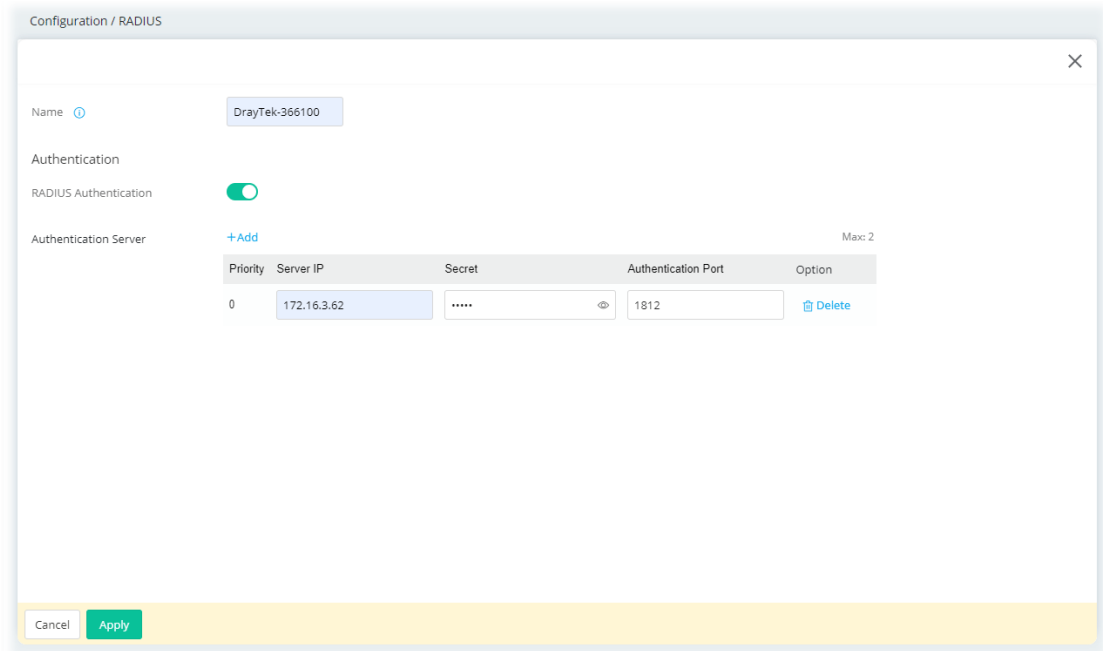 Configuration / RADIUS
Name
DrayTek-366100
Authentication
RADIUS Authentication
Authentication Server
+Add
Max: 2
Priority Server IP Secret Authentication Port Option
0 172.16.3.62 ••••• 1812 Delete
Cancel Apply